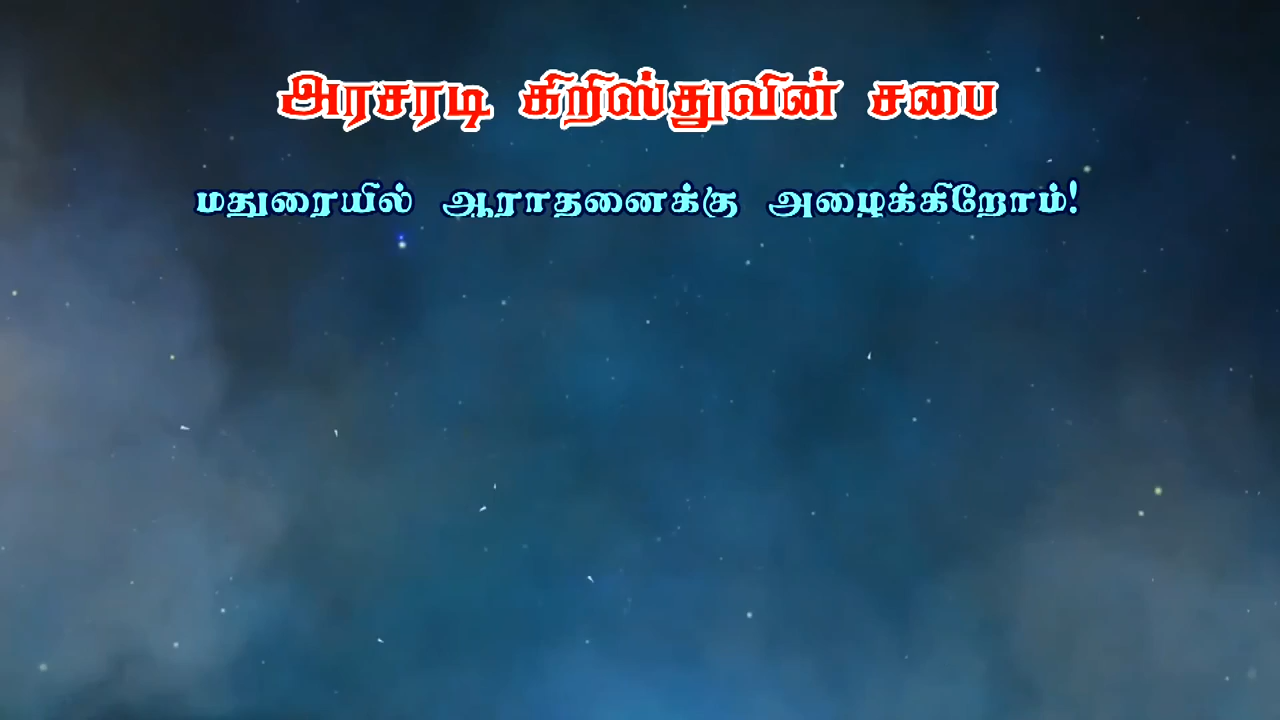 அரசரடி கிறிஸ்துவின் சபை
மதுரையில் ஆராதனைக்கு அழைக்கிறோம்!